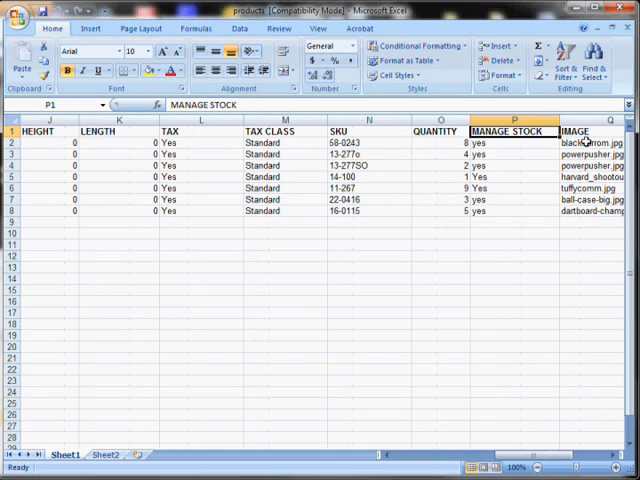 products [Compatibility Mode] - Microsoft Excel
Home Insert Page Layout Formulas Data Review View Acrobat
Paste
Clipboard
Arial 10
B I U
Font
Alignment
General
$ % ,
Number
Conditional Formatting
Format as Table
Cell Styles
Styles
Insert
Delete
Format
Cells
Σ
Sort & Filter
Find & Select
Editing
P1 fx MANAGE STOCK
J K L M N O P Q
1 HEIGHT LENGTH TAX TAX CLASS SKU QUANTITY MANAGE STOCK IMAGE
2 0 0 Yes Standard 58-0243 8 yes
3 0 0 Yes Standard 13-277o 4 yes powerpusher.jpg
4 0 0 Yes Standard 13-277SO 2 yes powerpusher.jpg
5 0 0 Yes Standard 14-100 1 Yes harvard_shootou
6 0 0 Yes Standard 11-267 9 Yes tuffycomm.jpg
7 0 0 Yes Standard 22-0416 3 yes ball-case-big.jpg
8 0 0 Yes Standard 16-0115 5 yes dartboard-champ
9
10
11
12
13
14
15
16
17
18
19
20
21
22
23
24
25
26
27
28
29
Sheet1 Sheet2
Ready 100%